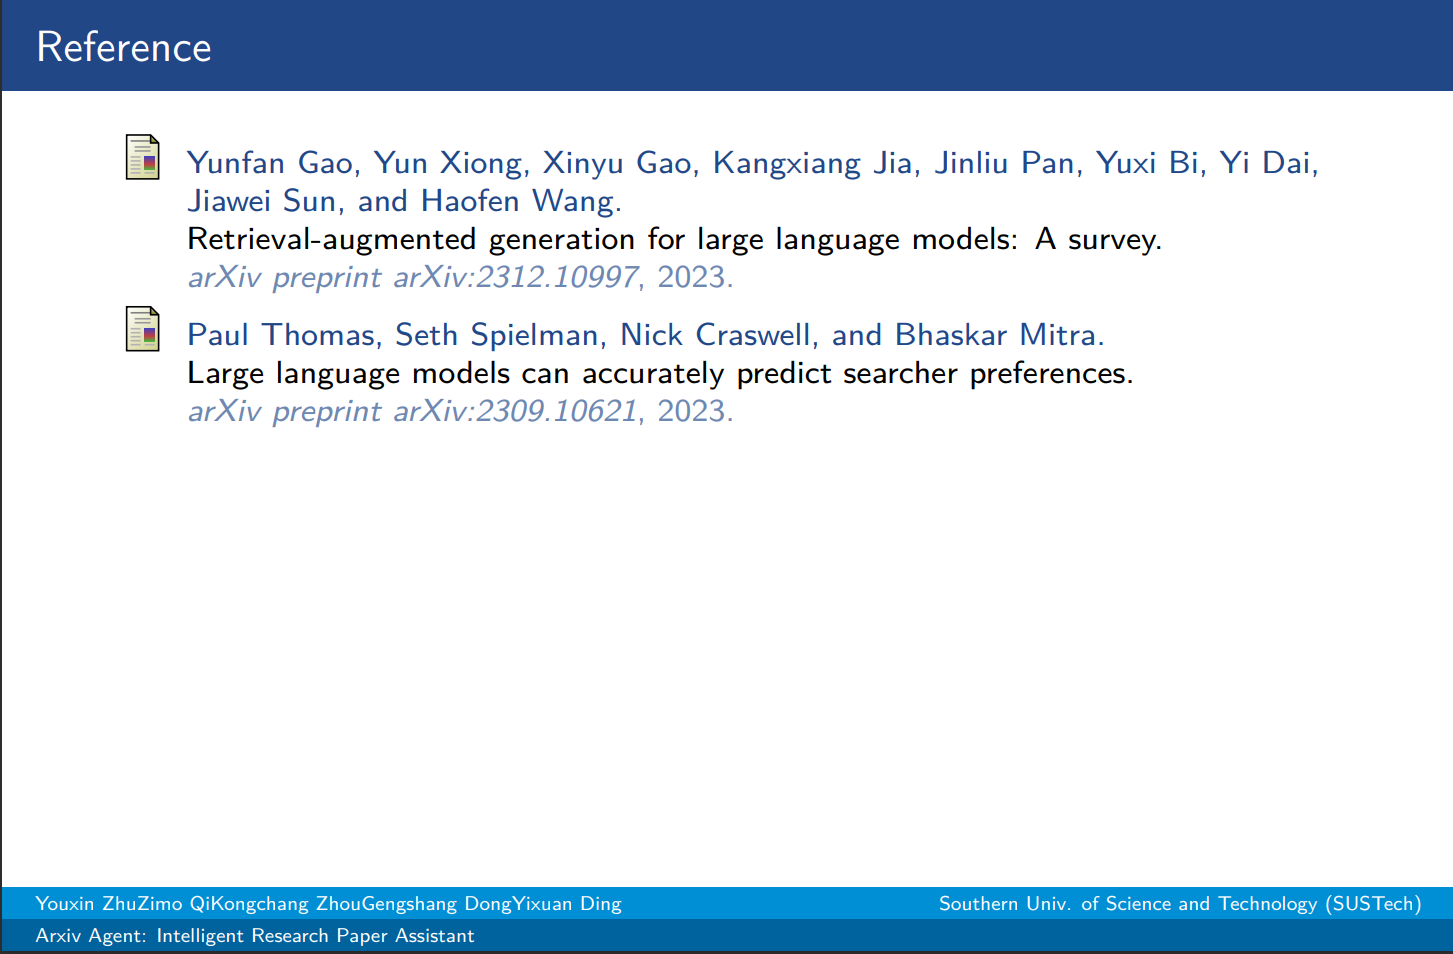 Reference
Yunfan Gao, Yun Xiong, Xinyu Gao, Kangxiang Jia, Jinliu Pan, Yuxi Bi, Yi Dai,
Jiawei Sun, and Haofen Wang.
Retrieval-augmented generation for large language models: A survey.
arXiv preprint arXiv:2312.10997, 2023.
Paul Thomas, Seth Spielman, Nick Craswell, and Bhaskar Mitra.
Large language models can accurately predict searcher preferences.
arXiv preprint arXiv:2309.10621, 2023.
Youxin ZhuZimo QiKongchang ZhouGengshang DongYixuan Ding
Southern Univ. of Science and Technology (SUSTech)
Arxiv Agent: Intelligent Research Paper Assistant